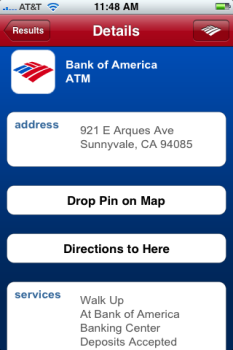 AT&T 11:48 AM
Results Details
Bank of America
ATM
address 921 E Arques Ave
Sunnyvale, CA 94085
Drop Pin on Map
Directions to Here
services Walk Up
At Bank of America
Banking Center
Deposits Accepted